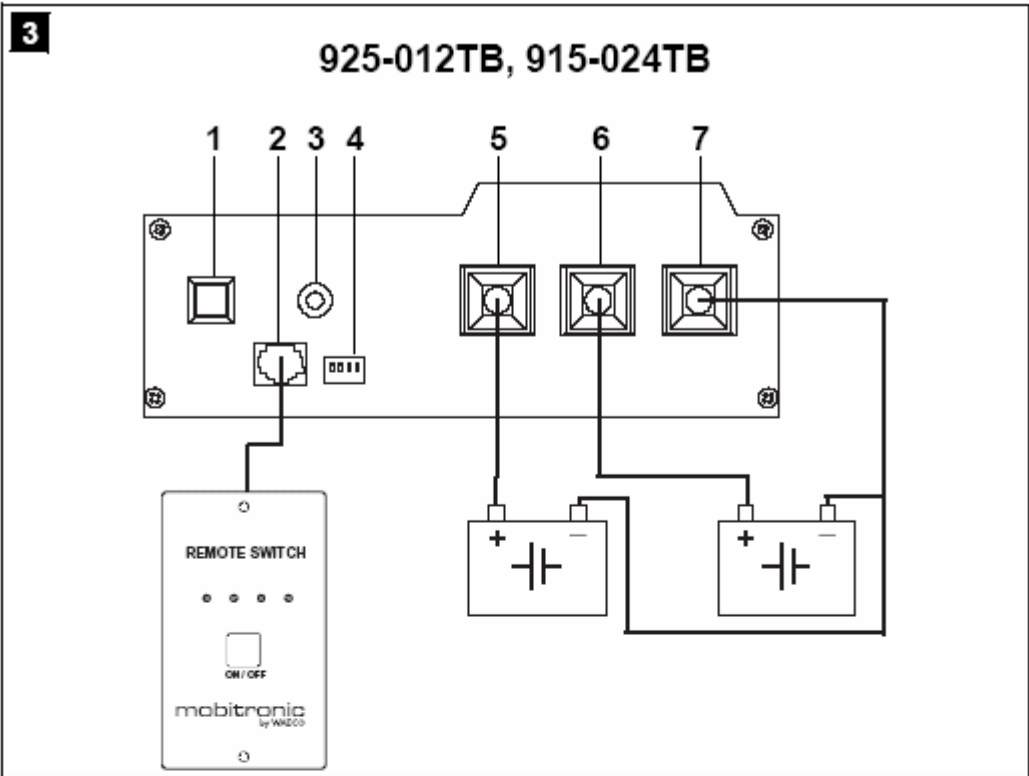 3
925-012TB, 915-024TB
1 2 3 4 5 6 7
+ − + −
REMOTE SWITCH
ON / OFF
mobitronic
by WAECO